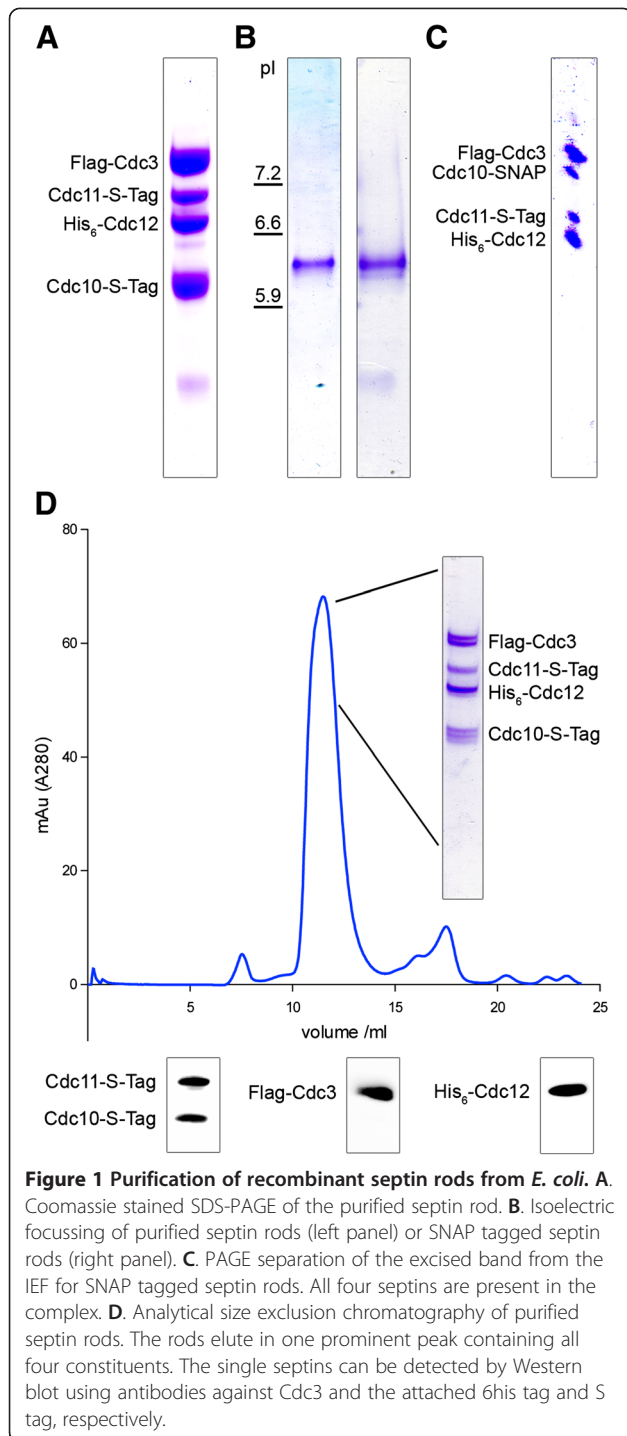 A
B
C
pI
Flag-Cdc3
Cdc11-S-Tag
His₆-Cdc12
Cdc10-S-Tag
7.2
6.6
5.9
Flag-Cdc3
Cdc10-SNAP
Cdc11-S-Tag
His₆-Cdc12
D
80
60
40
20
0
mAu (A280)
5
10
15
20
25
volume /ml
Flag-Cdc3
Cdc11-S-Tag
His₆-Cdc12
Cdc10-S-Tag
Cdc11-S-Tag
Cdc10-S-Tag
Flag-Cdc3
His₆-Cdc12
Figure 1 Purification of recombinant septin rods from E. coli. A.
Coomassie stained SDS-PAGE of the purified septin rod. B. Isoelectric
focussing of purified septin rods (left panel) or SNAP tagged septin
rods (right panel). C. PAGE separation of the excised band from the
IEF for SNAP tagged septin rods. All four septins are present in the
complex. D. Analytical size exclusion chromatography of purified
septin rods. The rods elute in one prominent peak containing all
four constituents. The single septins can be detected by Western
blot using antibodies against Cdc3 and the attached 6his tag and S
tag, respectively.